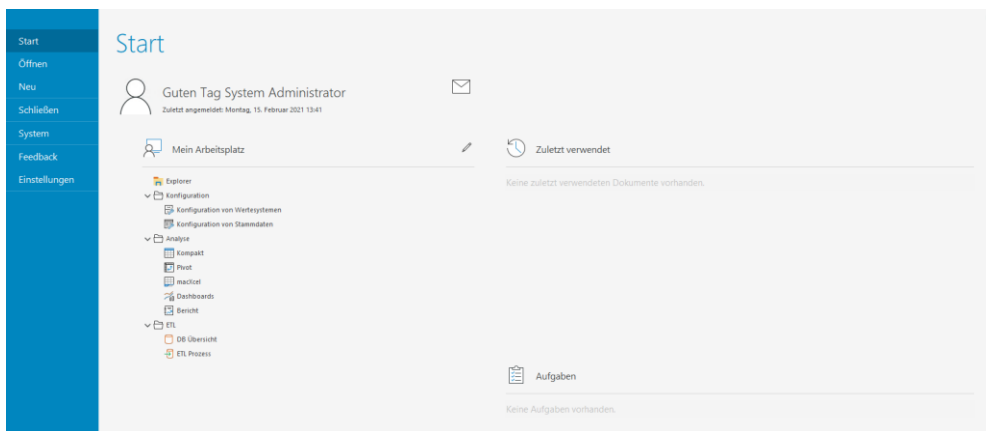 Start
Öffnen
Neu
Schließen
System
Feedback
Einstellungen
Start
Guten Tag System Administrator
Zuletzt angemeldet: Montag, 15. Februar 2021 13:41
Mein Arbeitsplatz
Explorer
Konfiguration
Konfiguration von Wertesystemen
Konfiguration von Stammdaten
Analyse
Kompakt
Pivot
maclicel
Dashboards
Bericht
ETL
DB Übersicht
ETL Prozess
Zuletzt verwendet
Keine zuletzt verwendeten Dokumente vorhanden.
Aufgaben
Keine Aufgaben vorhanden.